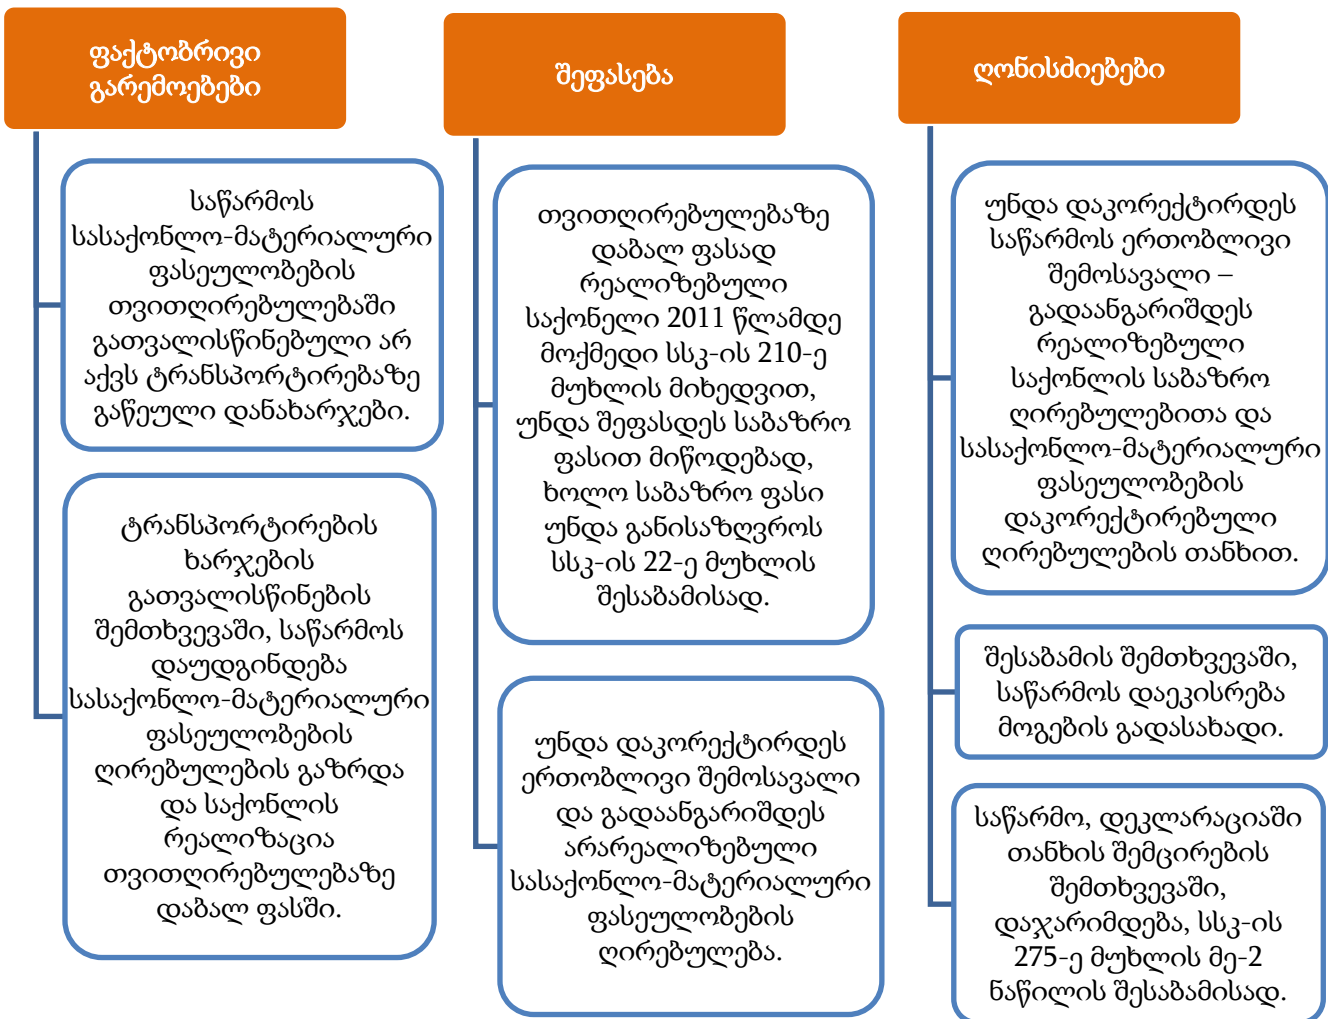 ფაქტობრივი
გარემოებები
საწარმოს
სასაქონლო-მატერიალური
ფასეულობების
თვითღირებულებაში
გათვალისწინებული არ
აქვს ტრანსპორტირებაზე
გაწეული დანახარჯები.
ტრანსპორტირების
ხარჯების
გათვალისწინების
შემთხვევაში, საწარმოს
დაუდგინდება
სასაქონლო-მატერიალური
ფასეულობების
ღირებულების გაზრდა
და საქონლის
რეალიზაცია
თვითღირებულებაზე
დაბალ ფასში.
შეფასება
თვითღირებულებაზე
დაბალ ფასად
რეალიზებული
საქონელი 2011 წლამდე
მოქმედი სსკ-ის 210-ე
მუხლის მიხედვით,
უნდა შეფასდეს საბაზრო
ფასით მიწოდებად,
ხოლო საბაზრო ფასი
უნდა განისაზღვროს
სსკ-ის 22-ე მუხლის
შესაბამისად.
უნდა დაკორექტირდეს
ერთობლივი შემოსავალი
და გადაანგარიშდეს
არარეალიზებული
სასაქონლო-მატერიალური
ფასეულობების
ღირებულება.
ღონისძიებები
უნდა დაკორექტირდეს
საწარმოს ერთობლივი
შემოსავალი –
გადაანგარიშდეს
რეალიზებული
საქონლის საბაზრო
ღირებულებითა და
სასაქონლო-მატერიალური
ფასეულობების
დაკორექტირებული
ღირებულების თანხით.
შესაბამის შემთხვევაში,
საწარმოს დაეკისრება
მოგების გადასახადი.
საწარმო, დეკლარაციაში
თანხის შემცირების
შემთხვევაში,
დაჯარიმდება, სსკ-ის
275-ე მუხლის მე-2
ნაწილის შესაბამისად.